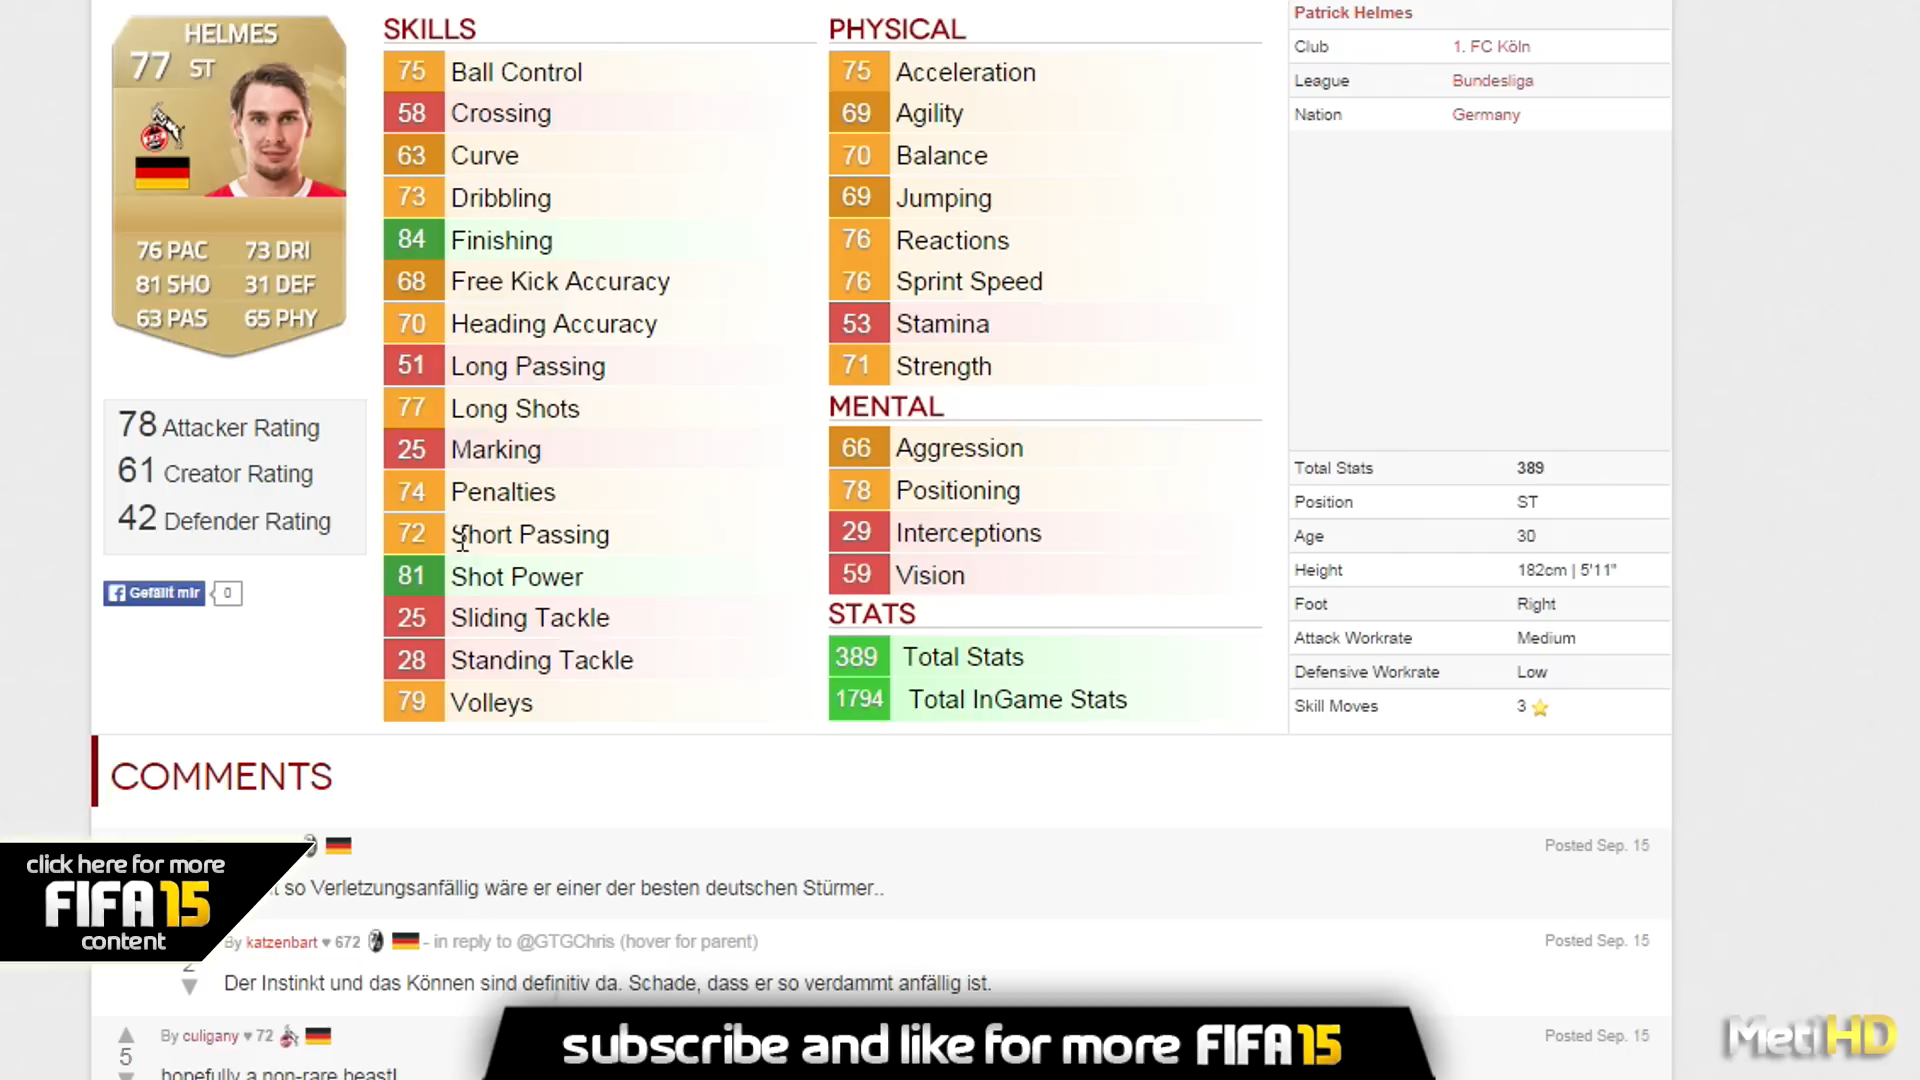 HELMES
77 ST
76 PAC 73 DRI
81 SHO 31 DEF
63 PAS 65 PHY
78 Attacker Rating
61 Creator Rating
42 Defender Rating
Gefällt mir 0
SKILLS
75 Ball Control
58 Crossing
63 Curve
73 Dribbling
84 Finishing
68 Free Kick Accuracy
70 Heading Accuracy
51 Long Passing
77 Long Shots
25 Marking
74 Penalties
72 Short Passing
81 Shot Power
25 Sliding Tackle
28 Standing Tackle
79 Volleys
PHYSICAL
75 Acceleration
69 Agility
70 Balance
69 Jumping
76 Reactions
76 Sprint Speed
53 Stamina
71 Strength
MENTAL
66 Aggression
78 Positioning
29 Interceptions
59 Vision
STATS
389 Total Stats
1794 Total InGame Stats
Patrick Helmes
Club 1. FC Köln
League Bundesliga
Nation Germany
Total Stats 389
Position ST
Age 30
Height 182cm | 5'11"
Foot Right
Attack Workrate Medium
Defensive Workrate Low
Skill Moves 3
COMMENTS
Posted Sep. 15
so Verletzungsanfällig wäre er einer der besten deutschen Stürmer..
By katzenbart ♥ 672 - in reply to @GTGChris (hover for parent)
Posted Sep. 15
2
Der Instinkt und das Können sind definitiv da. Schade, dass er so verdammt anfällig ist.
By culigany ♥ 72
Posted Sep. 15
5
hopefully a non-rare beast!
click here for more
FIFA 15
content
subscribe and like for more FIFA 15
MetiHD